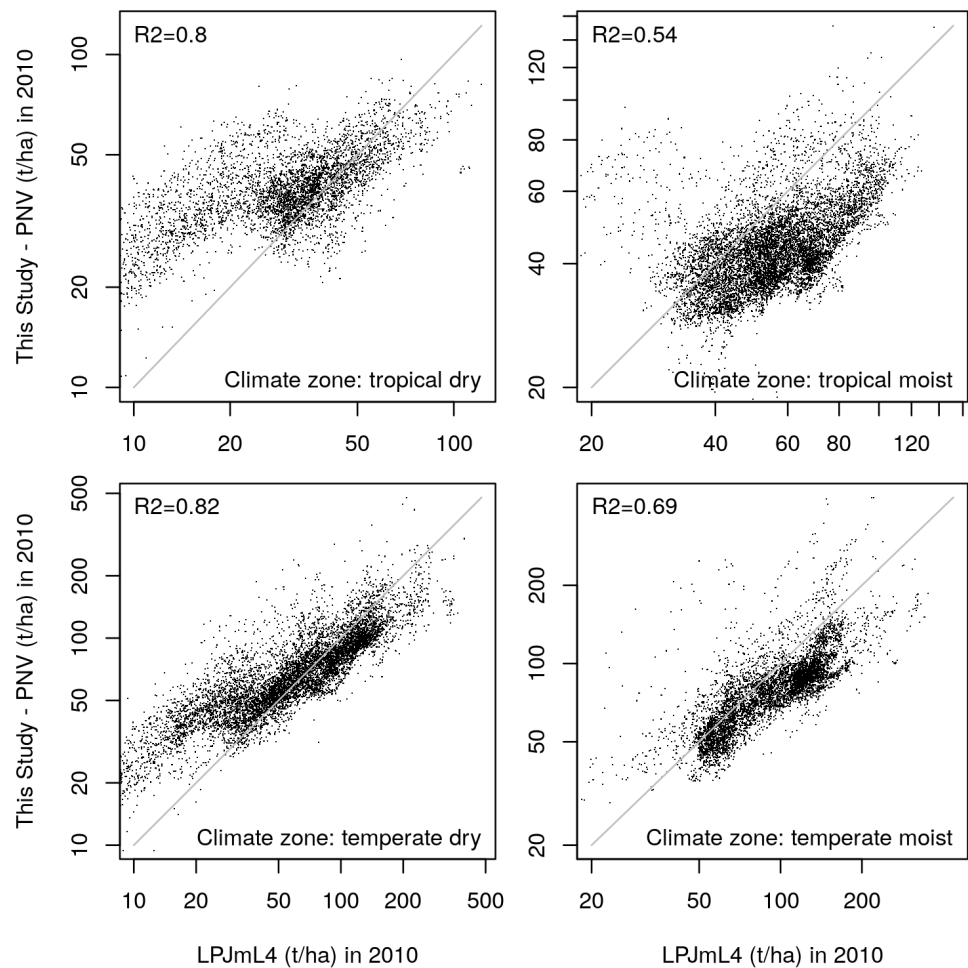 R2=0.8
This Study - PNV (t/ha) in 2010
100
50
20
10
Climate zone: tropical dry
10 20 50 100
R2=0.54
120
80
60
40
20
Climate zone: tropical moist
20 40 60 80 120
R2=0.82
This Study - PNV (t/ha) in 2010
500
200
100
50
20
10
Climate zone: temperate dry
10 20 50 100 200 500
LPJmL4 (t/ha) in 2010
R2=0.69
200
100
50
20
Climate zone: temperate moist
20 50 100 200
LPJmL4 (t/ha) in 2010